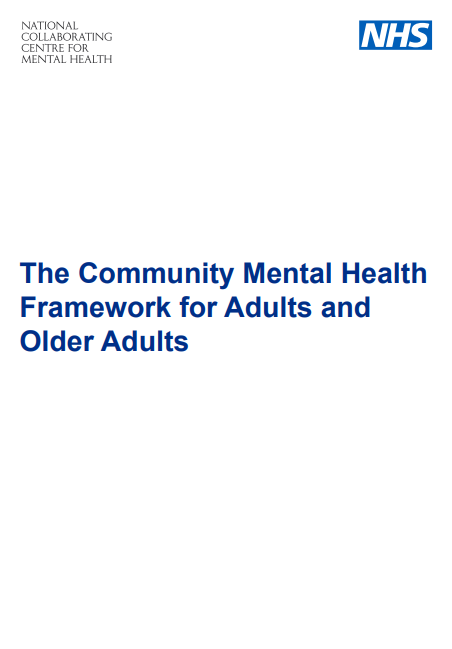 NATIONAL
COLLABORATING
CENTRE FOR
MENTAL HEALTH
NHS
The Community Mental Health
Framework for Adults and
Older Adults